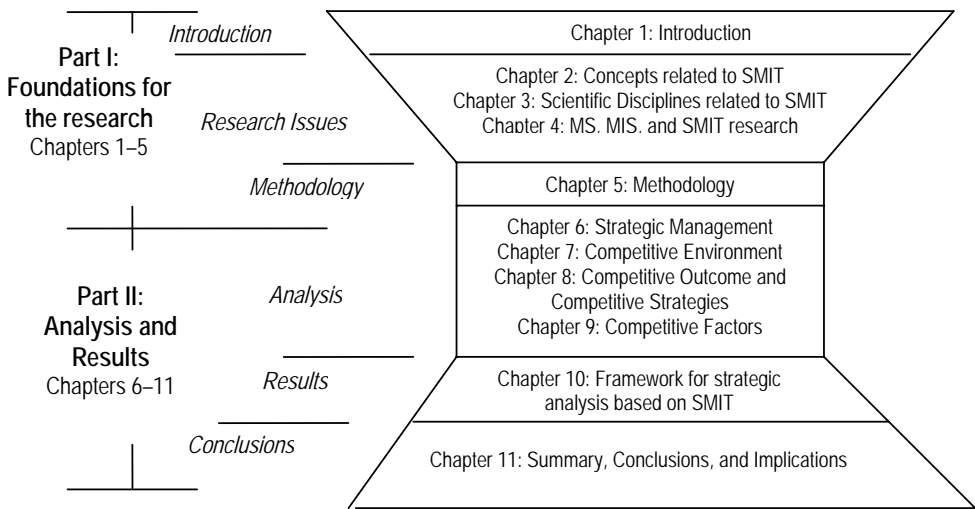 Part I:
Foundations for
the research
Chapters 1–5
Introduction
Research Issues
Methodology
Chapter 1: Introduction
Chapter 2: Concepts related to SMIT
Chapter 3: Scientific Disciplines related to SMIT
Chapter 4: MS, MIS, and SMIT research
Chapter 5: Methodology
Part II:
Analysis and
Results
Chapters 6–11
Analysis
Results
Conclusions
Chapter 6: Strategic Management
Chapter 7: Competitive Environment
Chapter 8: Competitive Outcome and
Competitive Strategies
Chapter 9: Competitive Factors
Chapter 10: Framework for strategic
analysis based on SMIT
Chapter 11: Summary, Conclusions, and Implications